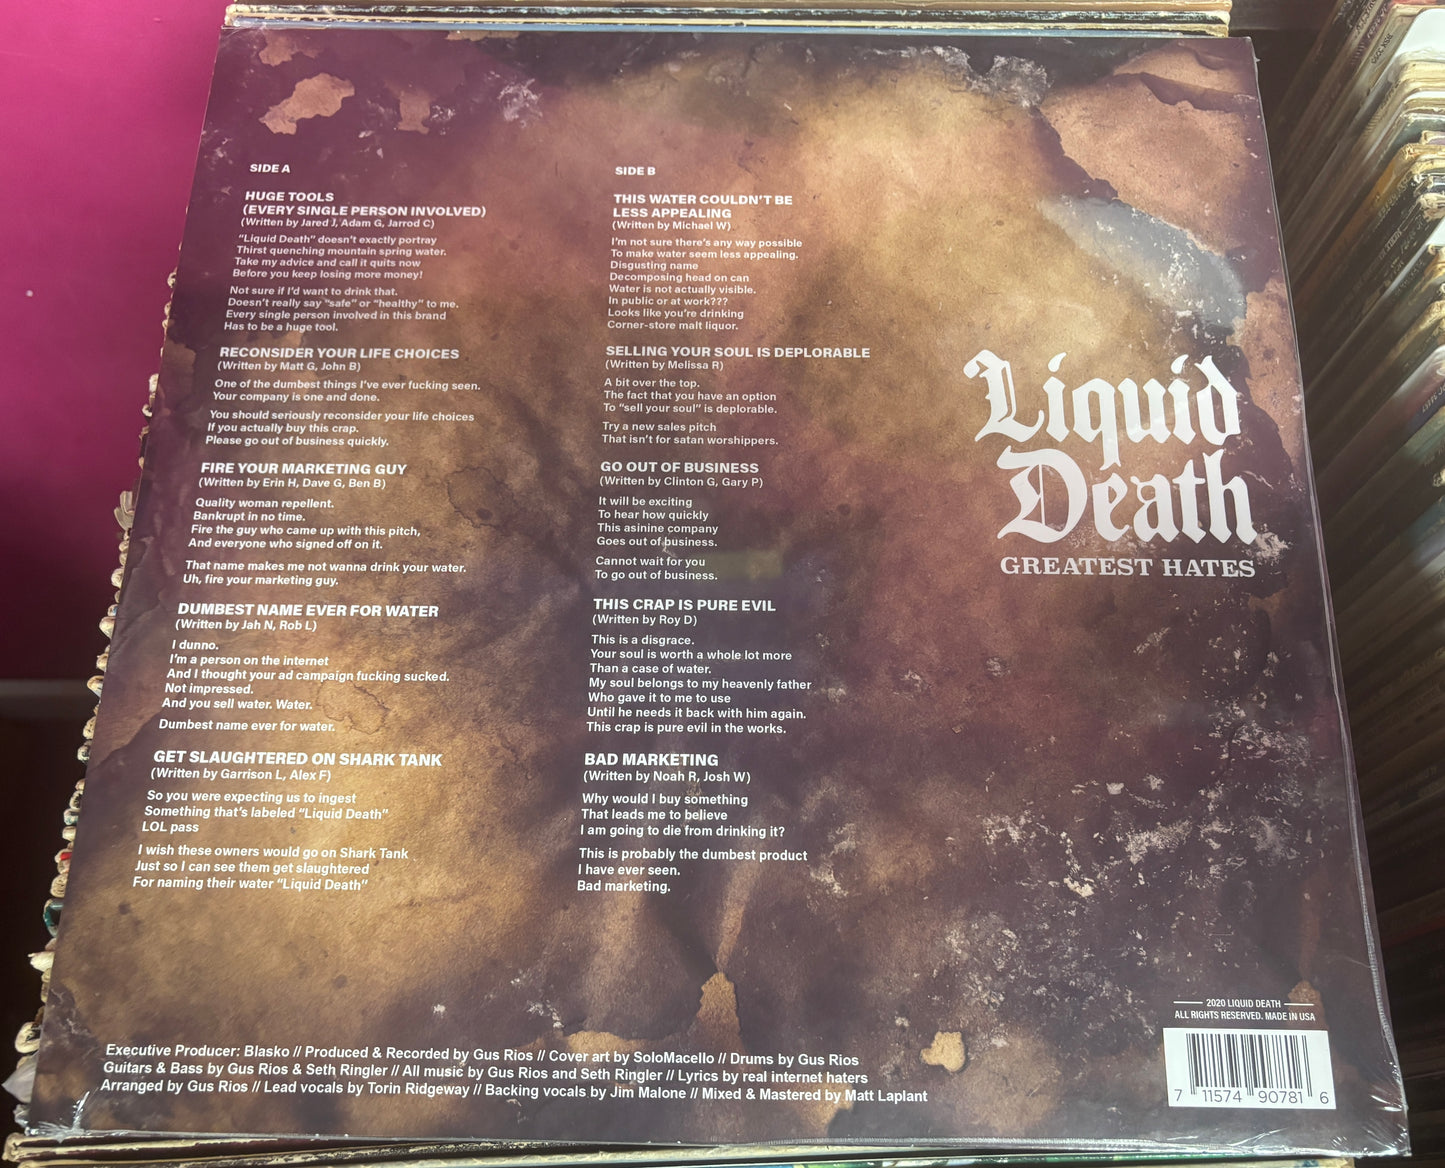 SIDE A
HUGE TOOLS
(EVERY SINGLE PERSON INVOLVED)
(Written by Jared J, Adam G, Jarrod C)
“Liquid Death” doesn’t exactly portray
Thirst quenching mountain spring water.
Take my advice and call it quits now
Before you keep losing more money!
Not sure if I’d want to drink that.
Doesn’t really say “safe” or “healthy” to me.
Every single person involved in this brand
Has to be a huge tool.
RECONSIDER YOUR LIFE CHOICES
(Written by Matt G, John B)
One of the dumbest things I’ve ever fucking seen.
Your company is one and done.
You should seriously reconsider your life choices
If you actually buy this crap.
Please go out of business quickly.
FIRE YOUR MARKETING GUY
(Written by Erin H, Dave G, Ben B)
Quality woman repellent.
Bankrupt in no time.
Fire the guy who came up with this pitch,
And everyone who signed off on it.
That name makes me not wanna drink your water.
Uh, fire your marketing guy.
DUMBEST NAME EVER FOR WATER
(Written by Jah N, Rob L)
I dunno.
I’m a person on the internet
And I thought your ad campaign fucking sucked.
Not impressed.
And you sell water. Water.
Dumbest name ever for water.
GET SLAUGHTERED ON SHARK TANK
(Written by Garrison L, Alex F)
So you were expecting us to ingest
Something that’s labeled “Liquid Death”
LOL pass
I wish these owners would go on Shark Tank
Just so I can see them get slaughtered
For naming their water “Liquid Death”
SIDE B
THIS WATER COULDN’T BE
LESS APPEALING
(Written by Michael W)
I’m not sure there’s any way possible
To make water seem less appealing.
Disgusting name
Decomposing head on can
Water is not actually visible.
In public or at work???
Looks like you’re drinking
Corner-store malt liquor.
SELLING YOUR SOUL IS DEPLORABLE
(Written by Melissa R)
A bit over the top.
The fact that you have an option
To “sell your soul” is deplorable.
Try a new sales pitch
That isn’t for satan worshippers.
GO OUT OF BUSINESS
(Written by Clinton G, Gary P)
It will be exciting
To hear how quickly
This asinine company
Goes out of business.
Cannot wait for you
To go out of business.
THIS CRAP IS PURE EVIL
(Written by Roy D)
This is a disgrace.
Your soul is worth a whole lot more
Than a case of water.
My soul belongs to my heavenly father
Who gave it to me to use
Until he needs it back with him again.
This crap is pure evil in the works.
BAD MARKETING
(Written by Noah R, Josh W)
Why would I buy something
That leads me to believe
I am going to die from drinking it?
This is probably the dumbest product
I have ever seen.
Bad marketing.
Liquid
Death
GREATEST HATES
2020 LIQUID DEATH
ALL RIGHTS RESERVED. MADE IN USA
7 11574 90781 6
Executive Producer: Blasko // Produced & Recorded by Gus Rios // Cover art by SoloMacello // Drums by Gus Rios
Guitars & Bass by Gus Rios & Seth Ringler // All music by Gus Rios and Seth Ringler // Lyrics by real internet haters
Arranged by Gus Rios // Lead vocals by Torin Ridgeway // Backing vocals by Jim Malone // Mixed & Mastered by Matt Laplant